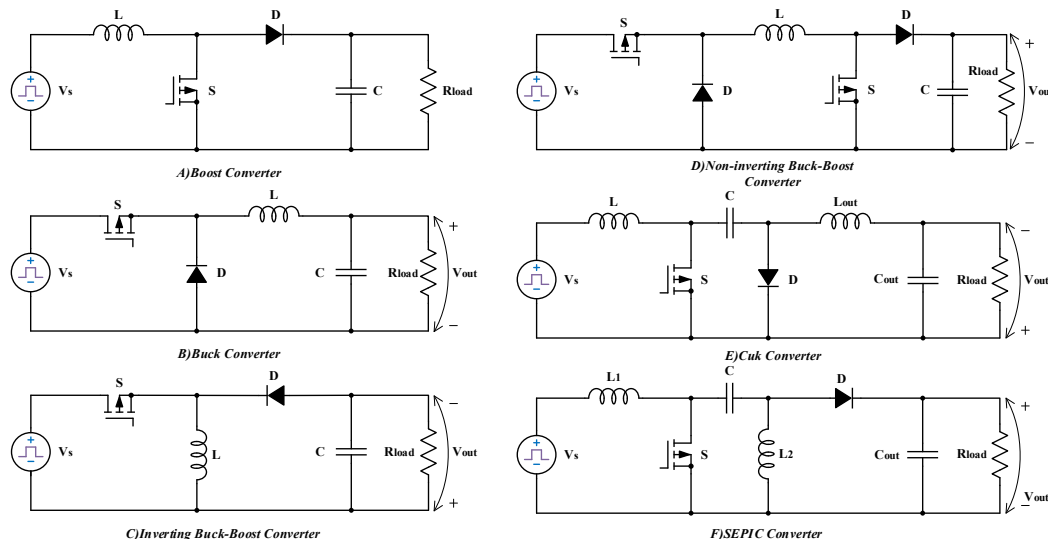 L
D
Vs
S
C
Rload
A)Boost Converter
S
L
D
Vs
D
S
C
Rload
+
Vou
−
D)Non-inverting Buck-Boost
Converter
S
L
Vs
D
C
Rload
+
Vout
−
B)Buck Converter
L
C
Lout
Vs
S
D
Cout
Rload
−
Vout
+
E)Cuk Converter
S
D
Vs
L
C
Rload
−
Vout
+
C)Inverting Buck-Boost Converter
L1
C
D
Vs
S
L2
Cout
Rload
+
Vout
−
F)SEPIC Converter